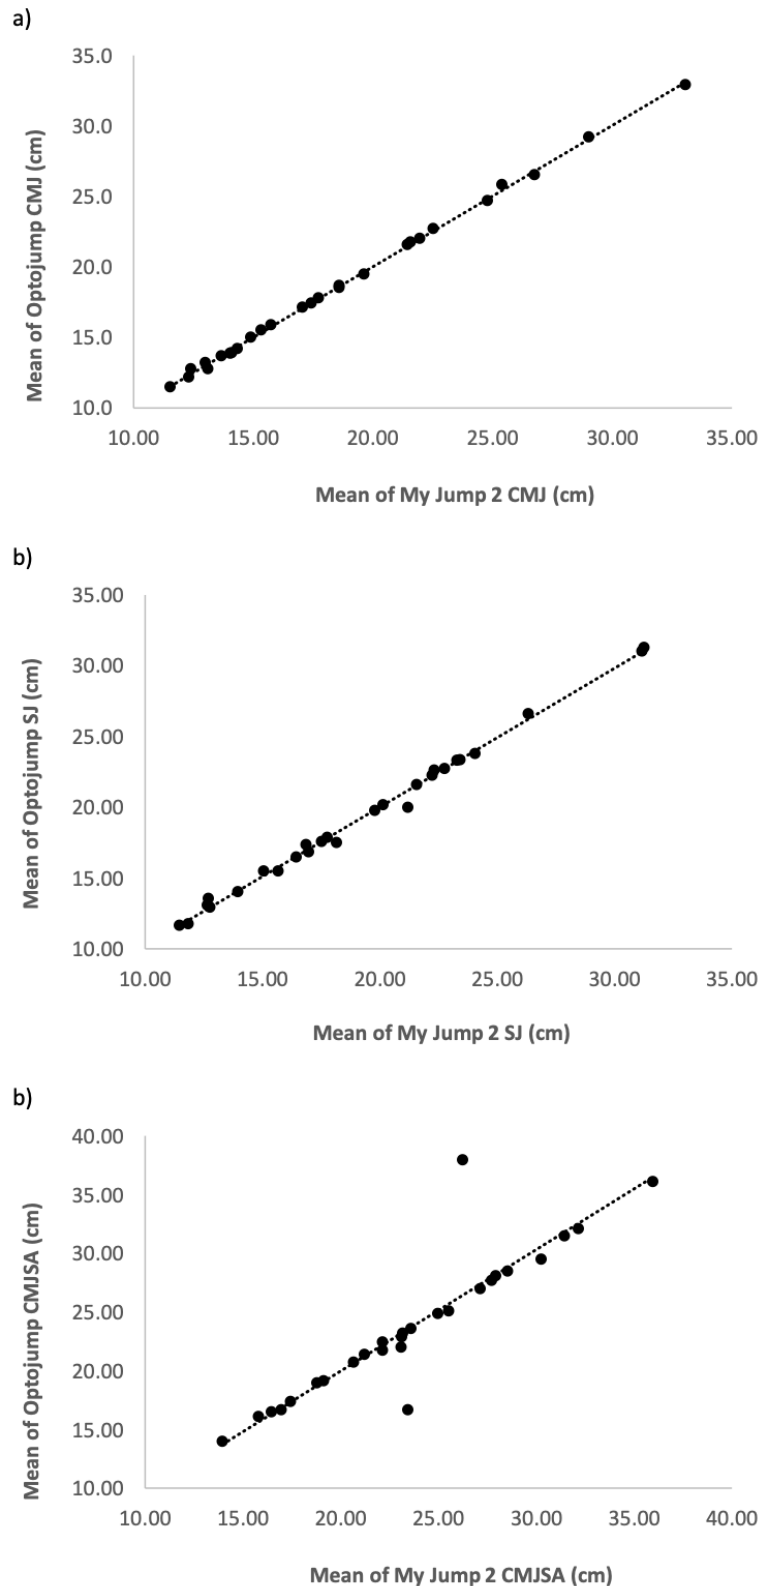 a)
35.0
30.0
25.0
20.0
15.0
10.0
Mean of Optojump CMJ (cm)
10.00 15.00 20.00 25.00 30.00 35.00
Mean of My Jump 2 CMJ (cm)
b)
35.00
30.00
25.00
20.00
15.00
10.00
Mean of Optojump SJ (cm)
10.00 15.00 20.00 25.00 30.00 35.00
Mean of My Jump 2 SJ (cm)
b)
40.00
35.00
30.00
25.00
20.00
15.00
10.00
Mean of Optojump CMJSA (cm)
10.00 15.00 20.00 25.00 30.00 35.00 40.00
Mean of My Jump 2 CMJSA (cm)